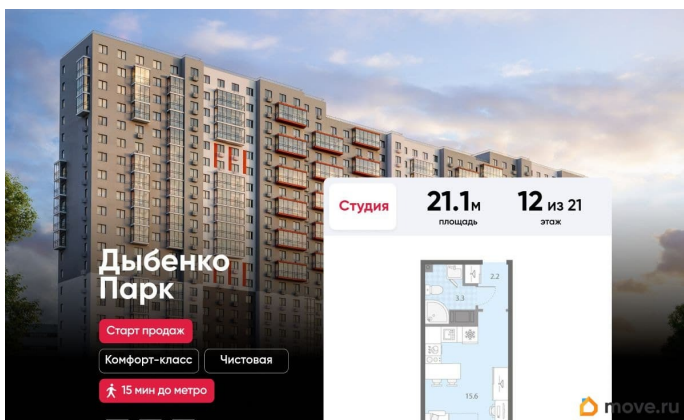 Студия
21.1м
площадь
12 из 21
этаж
Дыбенко
Парк
Старт продаж
Комфорт-класс
Чистовая
15 мин до метро
2.2
3.3
15.6
move.ru